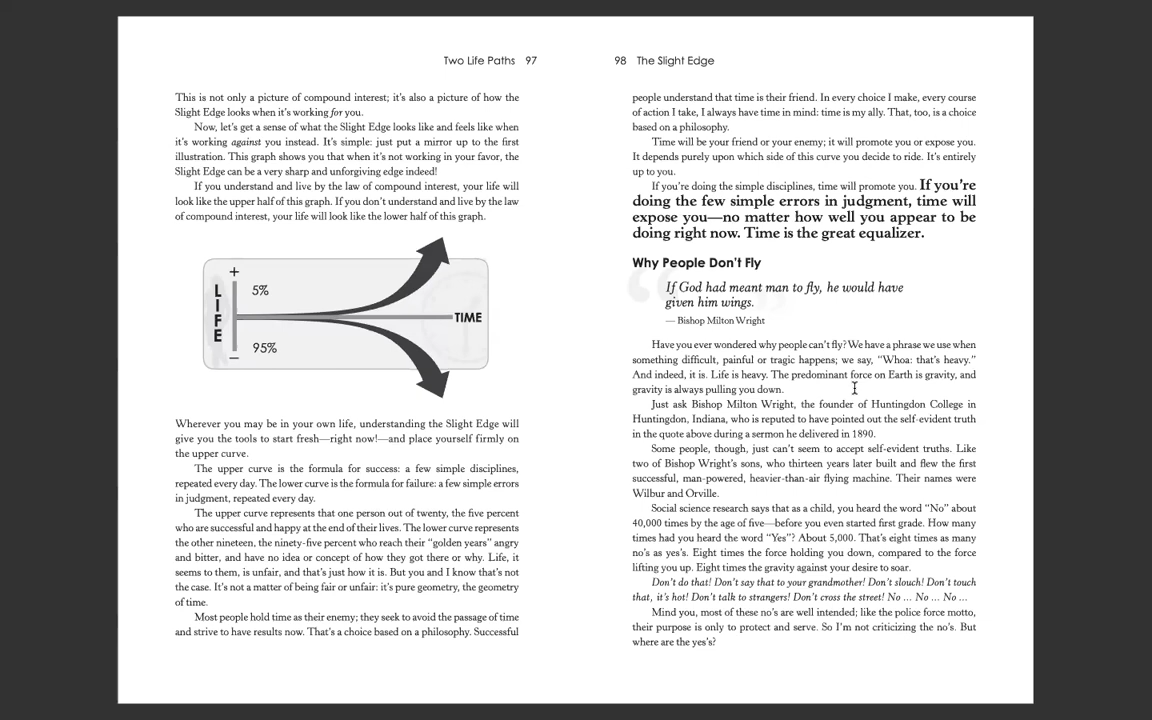 Two Life Paths 97
This is not only a picture of compound interest; it's also a picture of how the
Slight Edge looks when it's working for you.
Now, let's get a sense of what the Slight Edge looks like and feels like when
it's working against you instead. It's simple: just put a mirror up to the first
illustration. This graph shows you that when it's not working in your favor, the
Slight Edge can be a very sharp and unforgiving edge indeed!
If you understand and live by the law of compound interest, your life will
look like the upper half of this graph. If you don't understand and live by the law
of compound interest, your life will look like the lower half of this graph.
+
5%
LIFE
TIME
95%
–
Wherever you may be in your own life, understanding the Slight Edge will
give you the tools to start fresh—right now!—and place yourself firmly on
the upper curve.
The upper curve is the formula for success: a few simple disciplines,
repeated every day. The lower curve is the formula for failure: a few simple errors
in judgment, repeated every day.
The upper curve represents that one person out of twenty, the five percent
who are successful and happy at the end of their lives. The lower curve represents
the other nineteen, the ninety-five percent who reach their "golden years" angry
and bitter, and have no idea or concept of how they got there or why. Life, it
seems to them, is unfair, and that's just how it is. But you and I know that's not
the case. It's not a matter of being fair or unfair: it's pure geometry, the geometry
of time.
Most people hold time as their enemy; they seek to avoid the passage of time
and strive to have results now. That's a choice based on a philosophy. Successful
98 The Slight Edge
people understand that time is their friend. In every choice I make, every course
of action I take, I always have time in mind: time is my ally. That, too, is a choice
based on a philosophy.
Time will be your friend or your enemy; it will promote you or expose you.
It depends purely upon which side of this curve you decide to ride. It's entirely
up to you.
If you're doing the simple disciplines, time will promote you. If you're
doing the few simple errors in judgment, time will
expose you—no matter how well you appear to be
doing right now. Time is the great equalizer.
Why People Don't Fly
If God had meant man to fly, he would have
given him wings.
— Bishop Milton Wright
Have you ever wondered why people can't fly? We have a phrase we use when
something difficult, painful or tragic happens; we say, "Whoa: that's heavy."
And indeed, it is. Life is heavy. The predominant force on Earth is gravity, and
gravity is always pulling you down.
Just ask Bishop Milton Wright, the founder of Huntingdon College in
Huntingdon, Indiana, who is reputed to have pointed out the self-evident truth
in the quote above during a sermon he delivered in 1890.
Some people, though, just can't seem to accept self-evident truths. Like
two of Bishop Wright's sons, who thirteen years later built and flew the first
successful, man-powered, heavier-than-air flying machine. Their names were
Wilbur and Orville.
Social science research says that as a child, you heard the word "No" about
40,000 times by the age of five—before you even started first grade. How many
times had you heard the word "Yes"? About 5,000. That's eight times as many
no's as yes's. Eight times the force holding you down, compared to the force
lifting you up. Eight times the gravity against your desire to soar.
Don't do that! Don't say that to your grandmother! Don't slouch! Don't touch
that, it's hot! Don't talk to strangers! Don't cross the street! No ... No ... No ...
Mind you, most of these no's are well intended; like the police force motto,
their purpose is only to protect and serve. So I'm not criticizing the no's. But
where are the yes's?